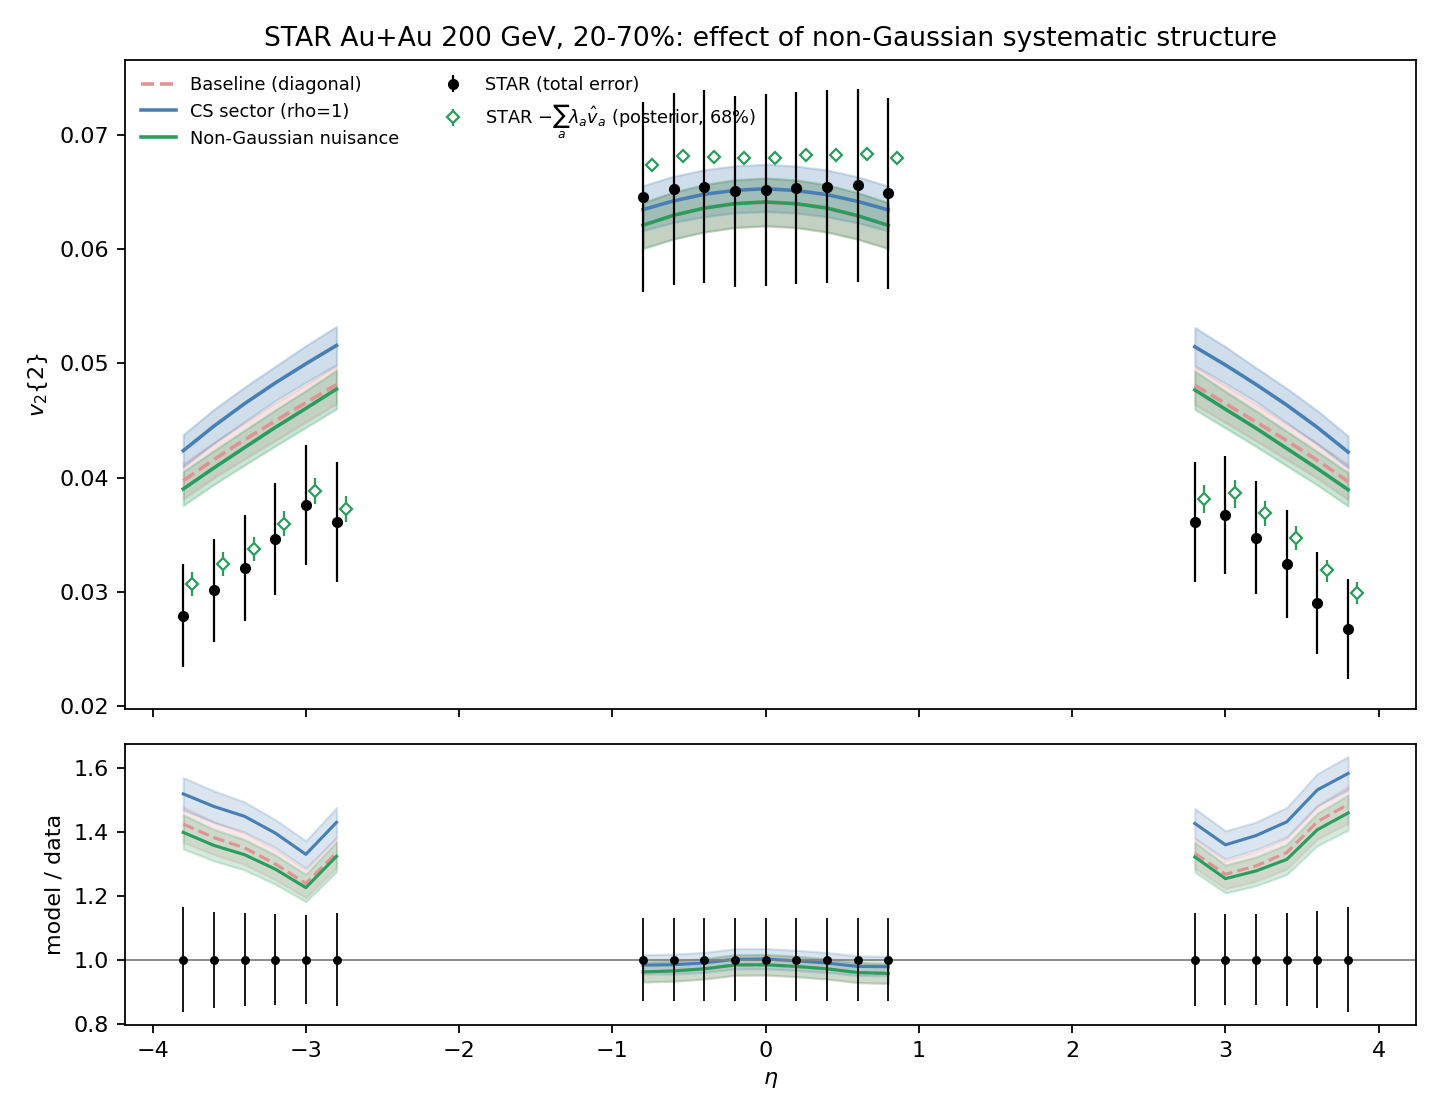 STAR Au+Au 200 GeV, 20-70%: effect of non-Gaussian systematic structure
Baseline (diagonal)
CS sector (rho=1)
Non-Gaussian nuisance
STAR (total error)
STAR −∑ₐλₐv̂ₐ (posterior, 68%)
v₂{2}
0.07
0.06
0.05
0.04
0.03
0.02
model / data
1.6
1.4
1.2
1.0
0.8
−4 −3 −2 −1 0 1 2 3 4
η